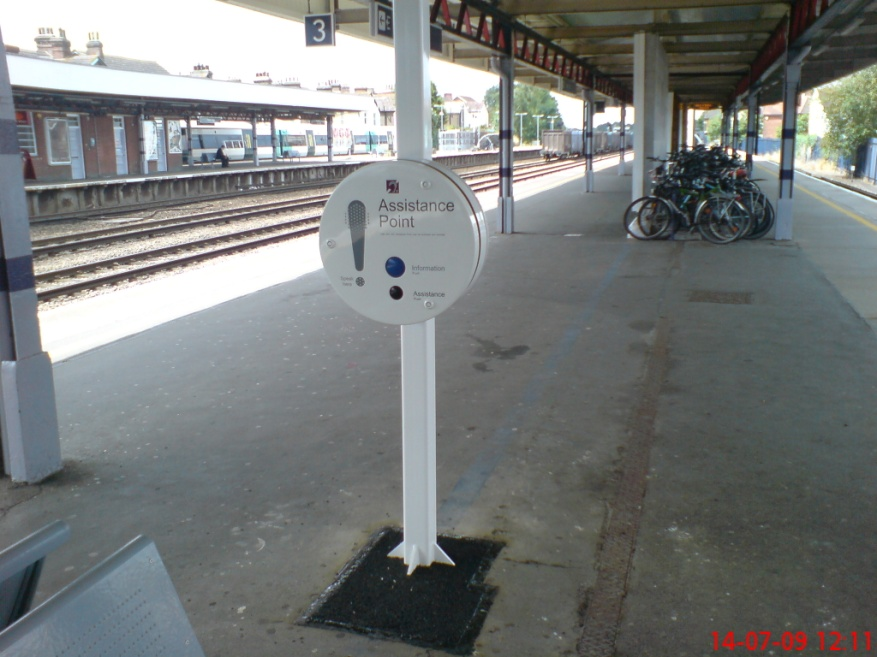 3
Assistance
Point
Information
Assistance
14-07-09 12:11